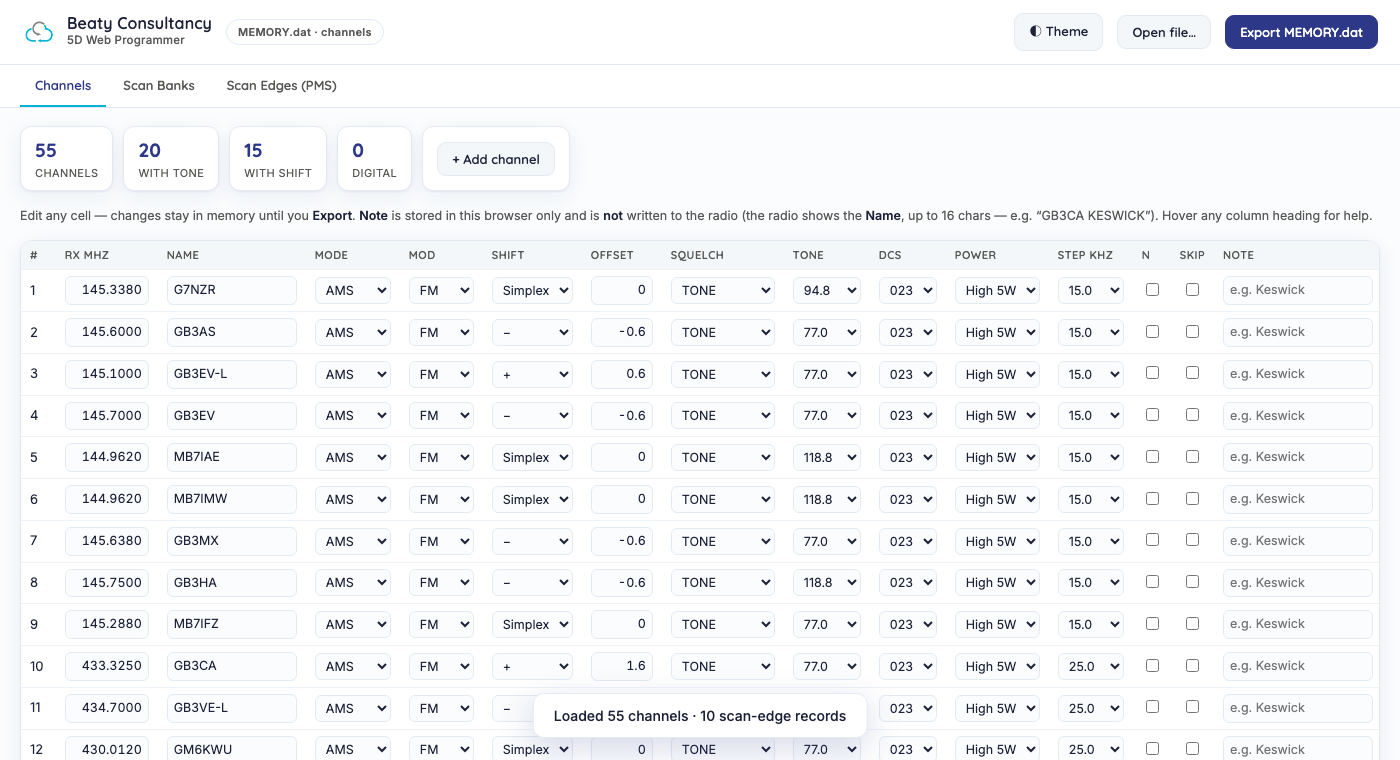 Beaty Consultancy
5D Web Programmer
MEMORY.dat · channels
Theme
Open file…
Export MEMORY.dat
Channels Scan Banks Scan Edges (PMS)
55 20 15 0
CHANNELS WITH TONE WITH SHIFT DIGITAL
+ Add channel
Edit any cell — changes stay in memory until you Export. Note is stored in this browser only and is not written to the radio (the radio shows the Name, up to 16 chars — e.g. “GB3CA KESWICK”). Hover any column heading for help.
# RX MHZ NAME MODE MOD SHIFT OFFSET SQUELCH TONE DCS POWER STEP KHZ N SKIP NOTE
1 145.3380 G7NZR AMS FM Simplex 0 TONE 94.8 023 High 5W 15.0 e.g. Keswick
2 145.6000 GB3AS AMS FM − -0.6 TONE 77.0 023 High 5W 15.0 e.g. Keswick
3 145.1000 GB3EV-L AMS FM + 0.6 TONE 77.0 023 High 5W 15.0 e.g. Keswick
4 145.7000 GB3EV AMS FM − -0.6 TONE 77.0 023 High 5W 15.0 e.g. Keswick
5 144.9620 MB7IAE AMS FM Simplex 0 TONE 118.8 023 High 5W 15.0 e.g. Keswick
6 144.9620 MB7IMW AMS FM Simplex 0 TONE 118.8 023 High 5W 15.0 e.g. Keswick
7 145.6380 GB3MX AMS FM − -0.6 TONE 77.0 023 High 5W 15.0 e.g. Keswick
8 145.7500 GB3HA AMS FM − -0.6 TONE 118.8 023 High 5W 15.0 e.g. Keswick
9 145.2880 MB7IFZ AMS FM Simplex 0 TONE 77.0 023 High 5W 15.0 e.g. Keswick
10 433.3250 GB3CA AMS FM + 1.6 TONE 77.0 023 High 5W 25.0 e.g. Keswick
11 434.7000 GB3VE-L AMS FM − 023 High 5W 25.0 e.g. Keswick
Loaded 55 channels · 10 scan-edge records
12 430.0120 GM6KWU AMS FM Simplex 0 TONE 77.0 023 High 5W 25.0 e.g. Keswick